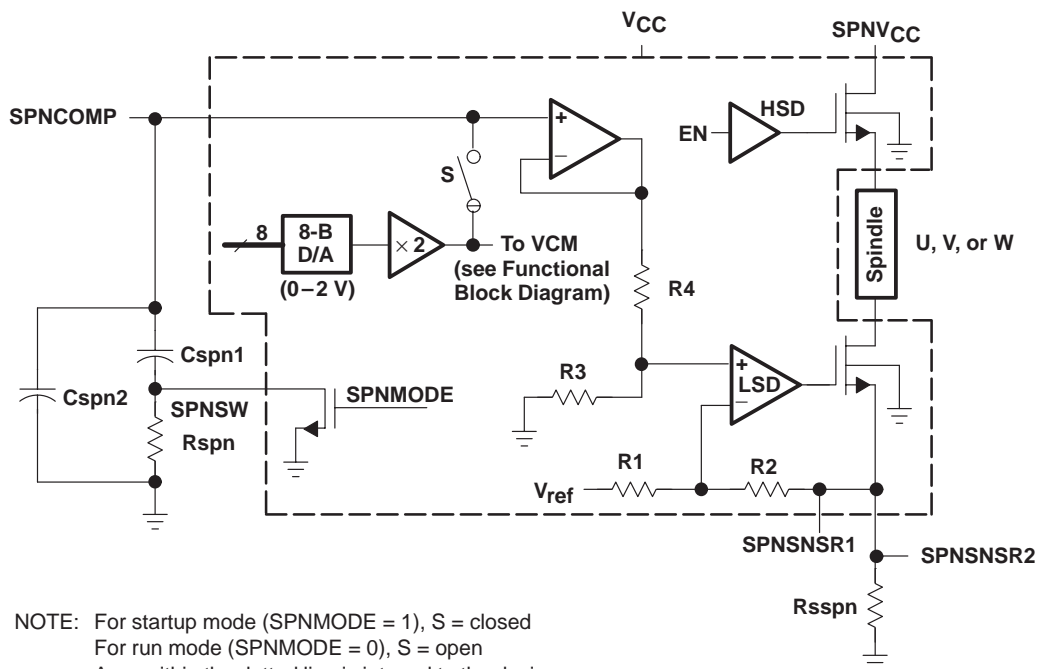 VCC
SPNVCC
SPNCOMP
HSD
EN
+
−
S
8
8-B
D/A
(0–2 V)
× 2
To VCM
(see Functional
Block Diagram)
R4
Spindle
U, V, or W
Cspn1
Cspn2
SPNSW
Rspn
SPNMODE
R3
+
LSD
−
R1
R2
Vref
SPNSNSR1
SPNSNSR2
Rsspn
NOTE: For startup mode (SPNMODE = 1), S = closed
For run mode (SPNMODE = 0), S = open